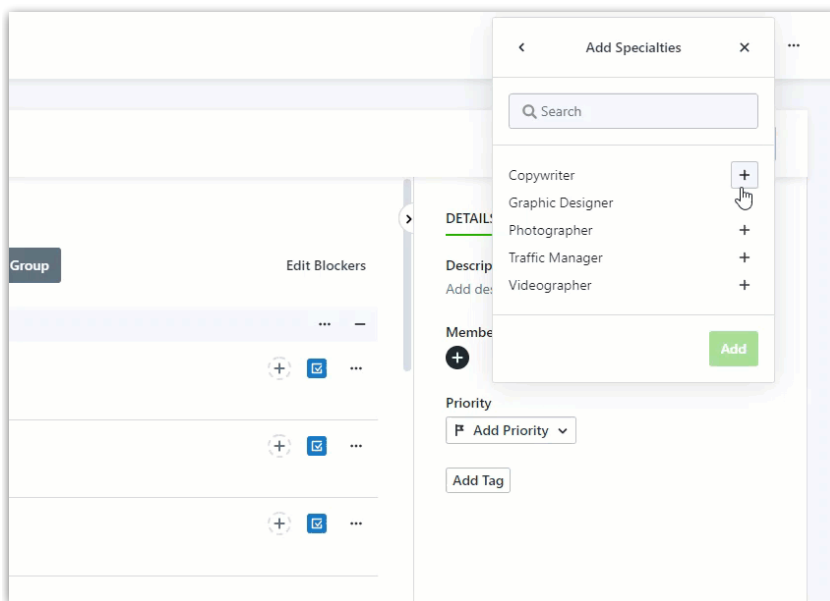 Add Specialties
Search
Copywriter
Graphic Designer
Photographer
Traffic Manager
Videographer
Add
Group
Edit Blockers
DETAILS
Descrip
Add des
Membe
Priority
Add Priority
Add Tag